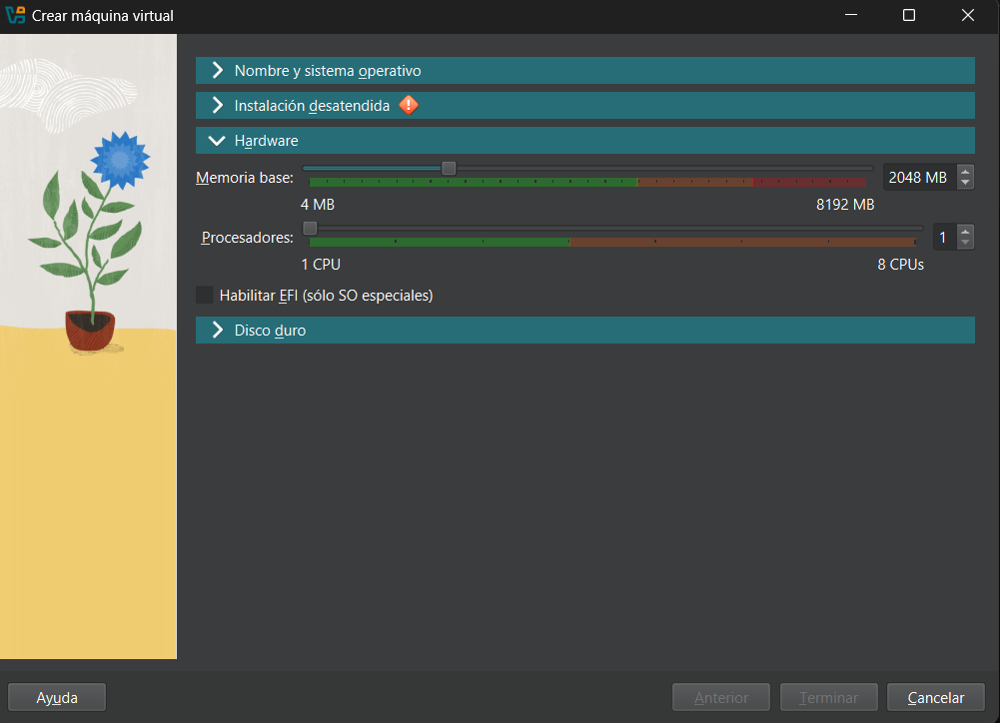 Crear máquina virtual
Nombre y sistema operativo
Instalación desatendida
Hardware
Memoria base: 2048 MB
4 MB 8192 MB
Procesadores: 1
1 CPU 8 CPUs
Habilitar EFI (sólo SO especiales)
Disco duro
Ayuda Anterior Terminar Cancelar